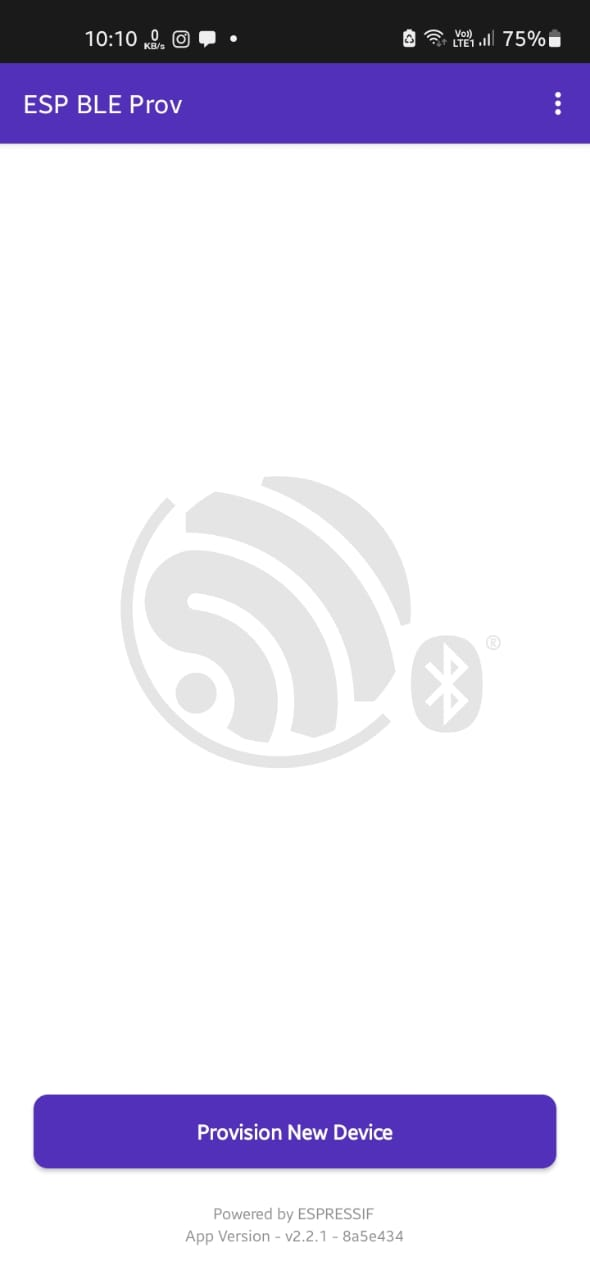 10:10 0 KB/s Vo)) LTE1 75%
ESP BLE Prov
®
Provision New Device
Powered by ESPRESSIF
App Version - v2.2.1 - 8a5e434